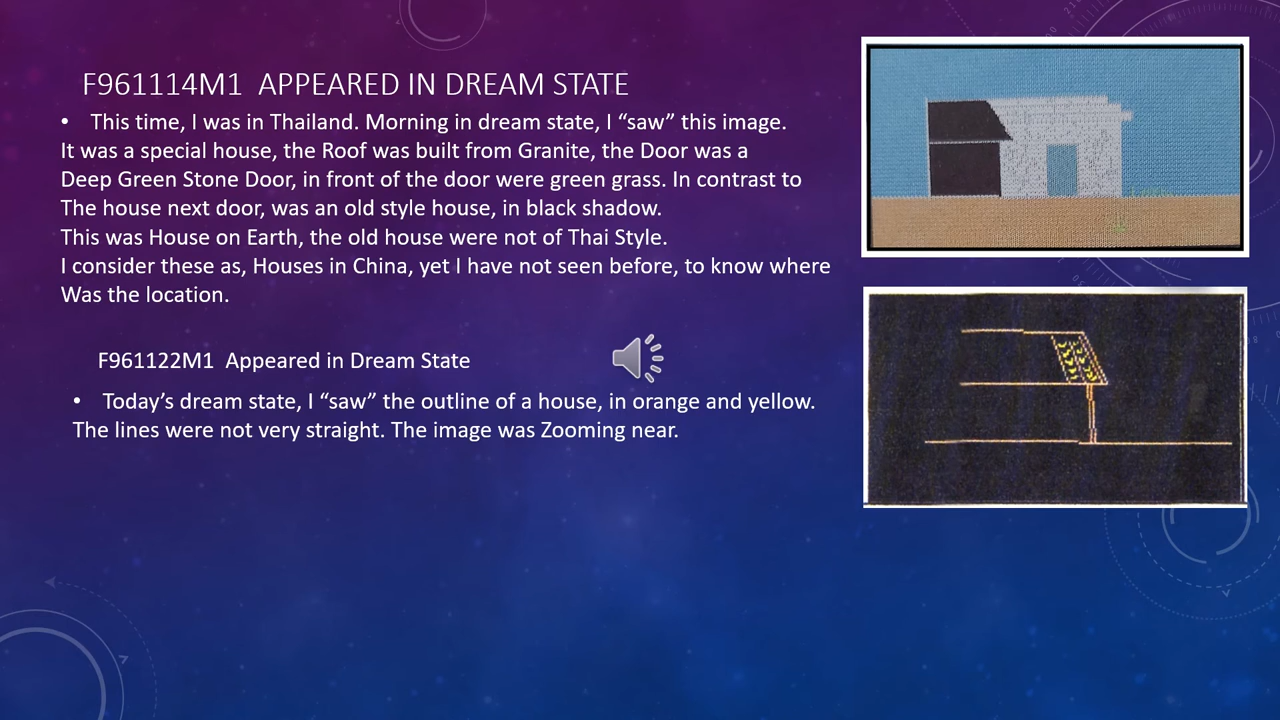 F961114M1  APPEARED IN DREAM STATE
• This time, I was in Thailand. Morning in dream state, I “saw” this image.
It was a special house, the Roof was built from Granite, the Door was a
Deep Green Stone Door, in front of the door were green grass. In contrast to
The house next door, was an old style house, in black shadow.
This was House on Earth, the old house were not of Thai Style.
I consider these as, Houses in China, yet I have not seen before, to know where
Was the location.
F961122M1  Appeared in Dream State
• Today’s dream state, I “saw” the outline of a house, in orange and yellow.
The lines were not very straight. The image was Zooming near.